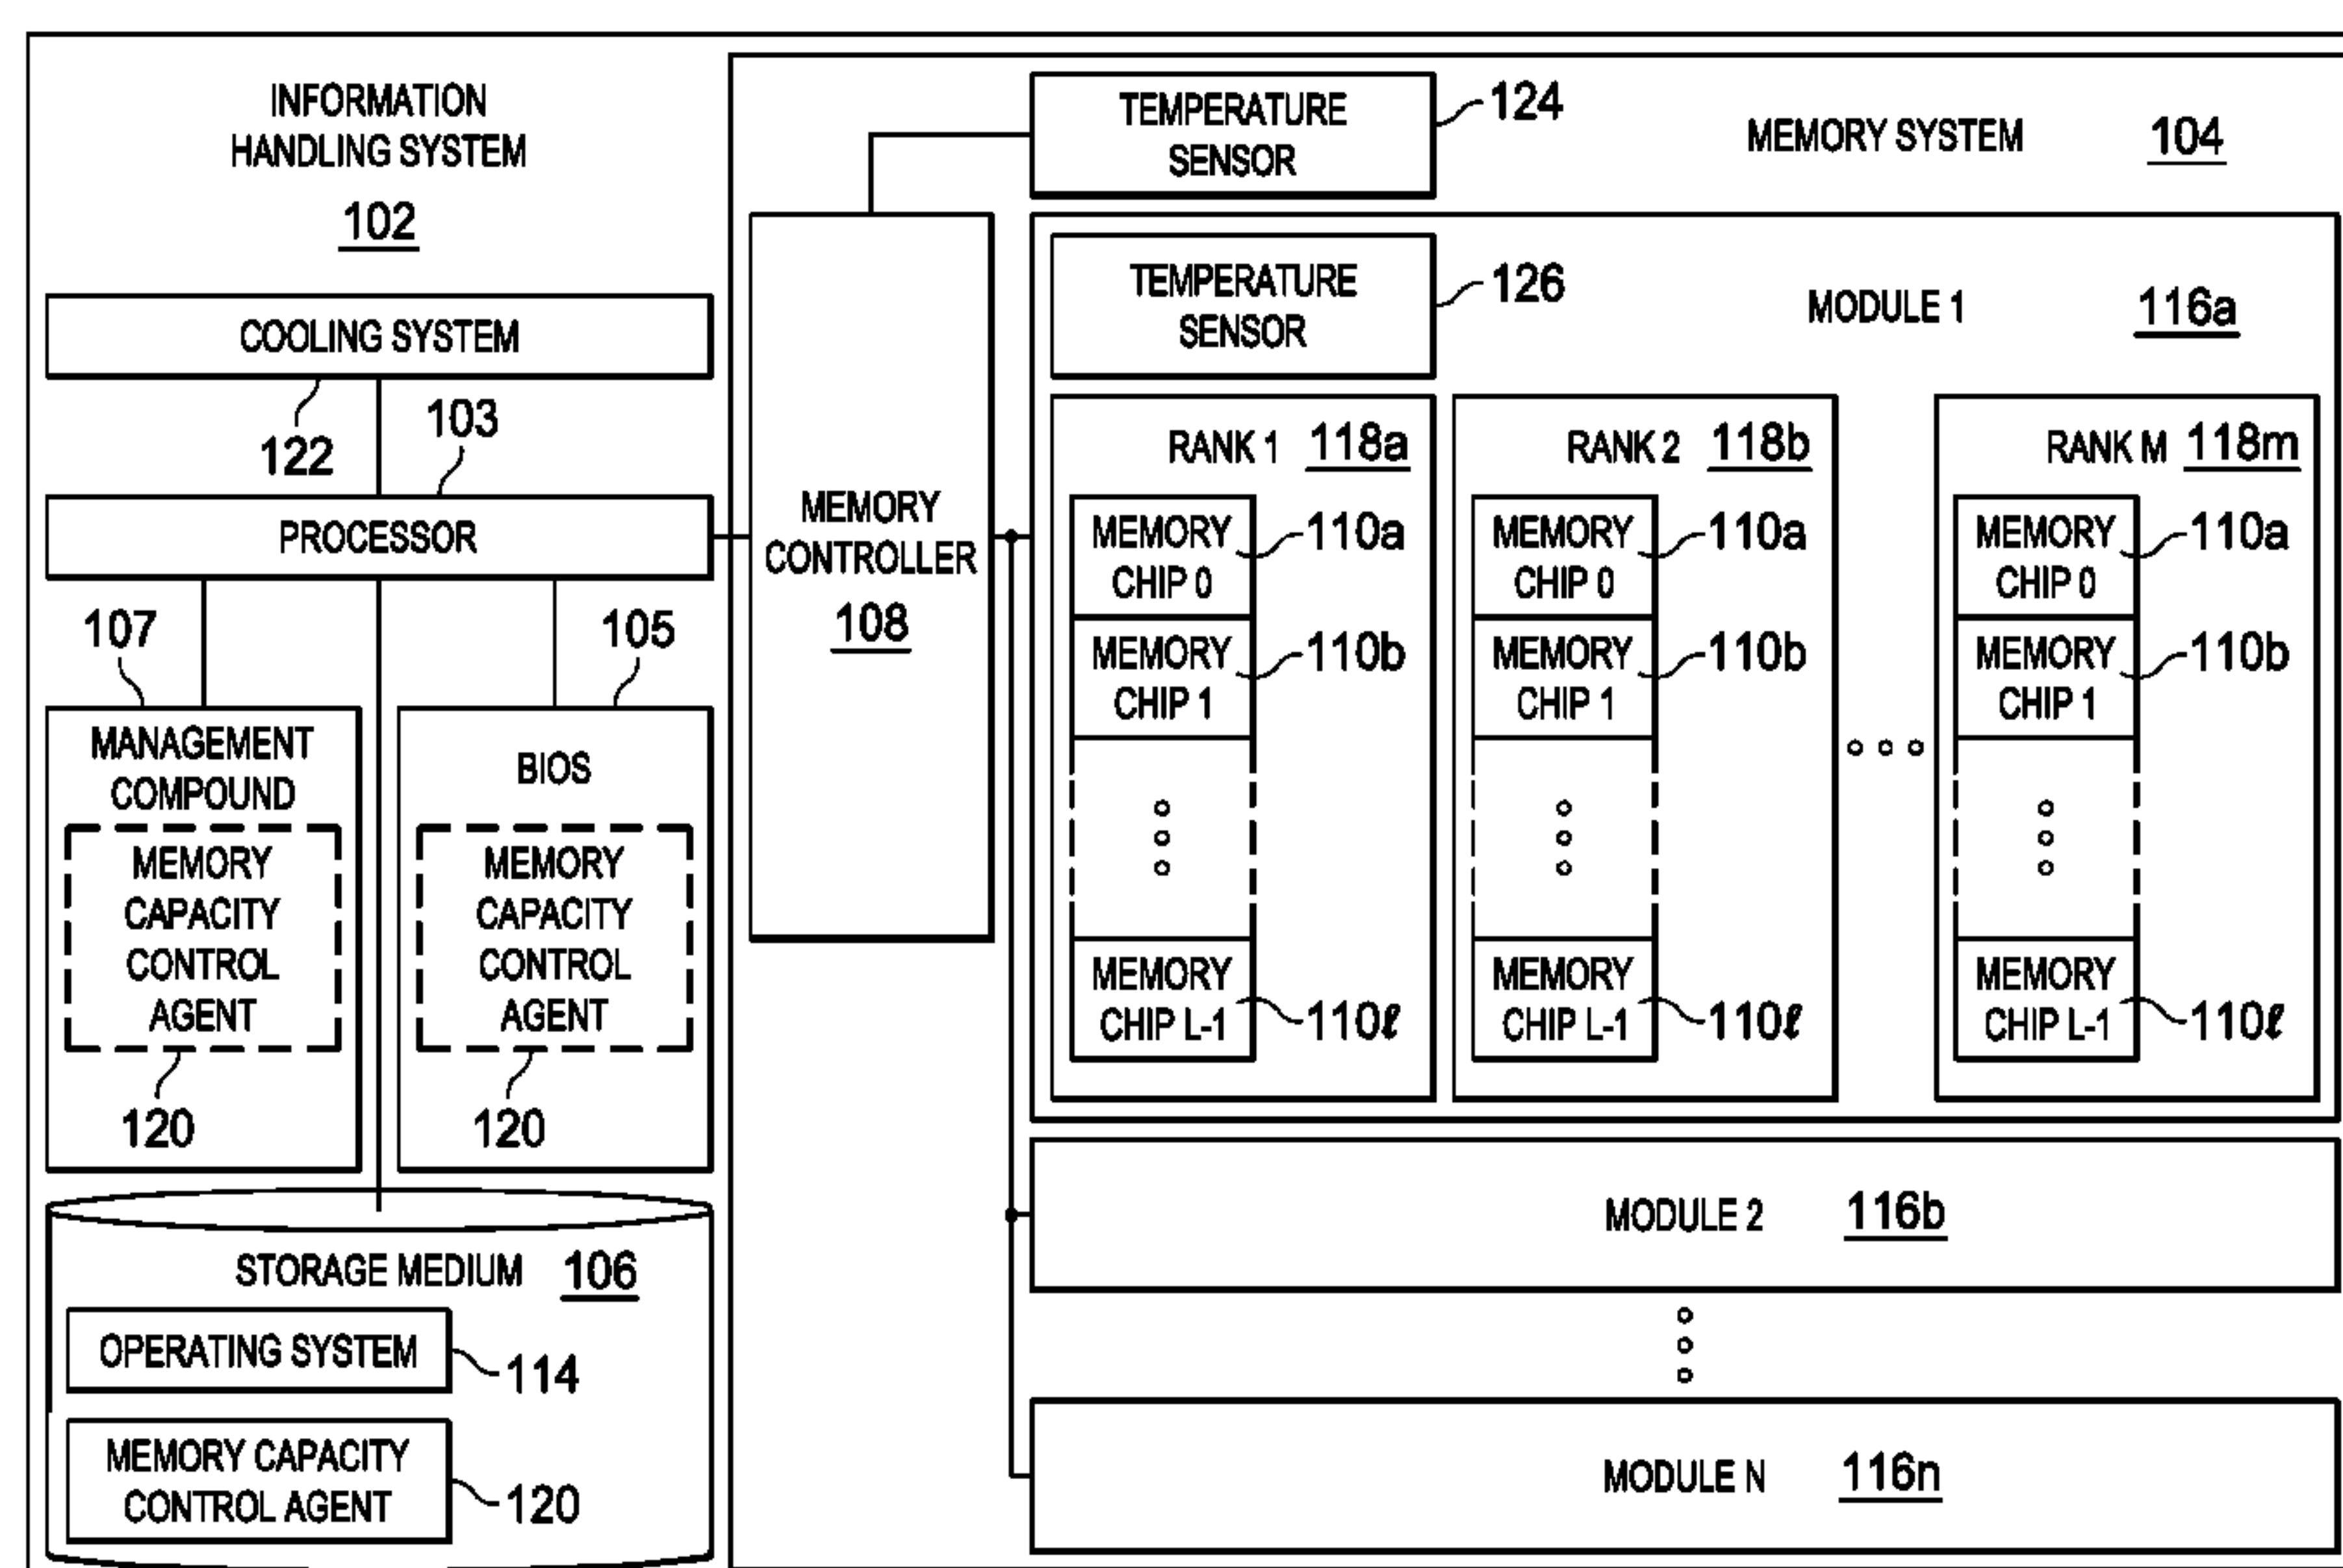 INFORMATION
HANDLING SYSTEM
102
COOLING SYSTEM
122
103
PROCESSOR
107
105
MANAGEMENT
COMPOUND
MEMORY
CAPACITY
CONTROL
AGENT
120
BIOS
MEMORY
CAPACITY
CONTROL
AGENT
120
STORAGE MEDIUM 106
OPERATING SYSTEM
114
MEMORY CAPACITY
CONTROL AGENT
120
MEMORY
CONTROLLER
108
TEMPERATURE
SENSOR
124
MEMORY SYSTEM 104
TEMPERATURE
SENSOR
126
MODULE 1 116a
RANK 1 118a
MEMORY
CHIP 0
110a
MEMORY
CHIP 1
110b
MEMORY
CHIP L-1
110ℓ
RANK 2 118b
MEMORY
CHIP 0
110a
MEMORY
CHIP 1
110b
MEMORY
CHIP L-1
110ℓ
RANK M 118m
MEMORY
CHIP 0
110a
MEMORY
CHIP 1
110b
MEMORY
CHIP L-1
110ℓ
MODULE 2 116b
MODULE N 116n